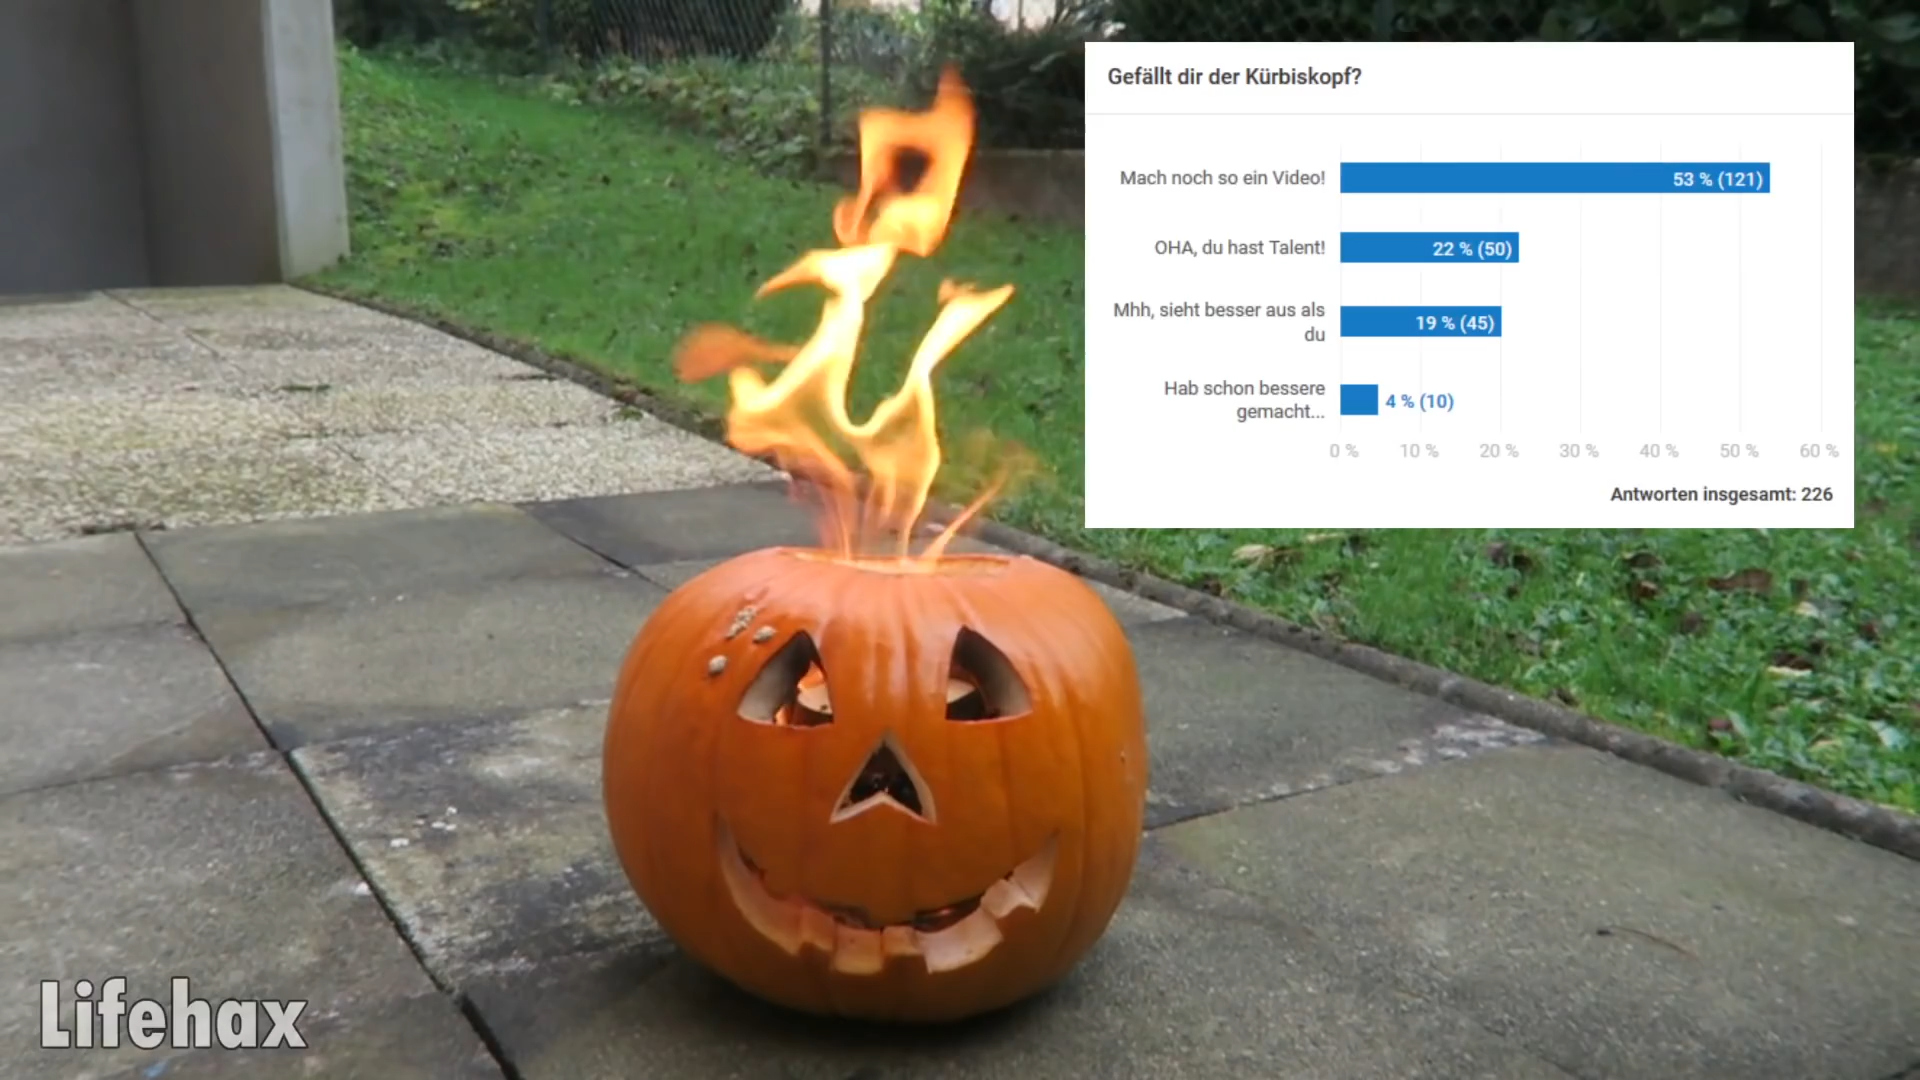 Gefällt dir der Kürbiskopf?
Mach noch so ein Video!
53 % (121)
OHA, du hast Talent!
22 % (50)
Mhh, sieht besser aus als
du
19 % (45)
Hab schon bessere
gemacht...
4 % (10)
0 % 10 % 20 % 30 % 40 % 50 % 60 %
Antworten insgesamt: 226
Lifehax